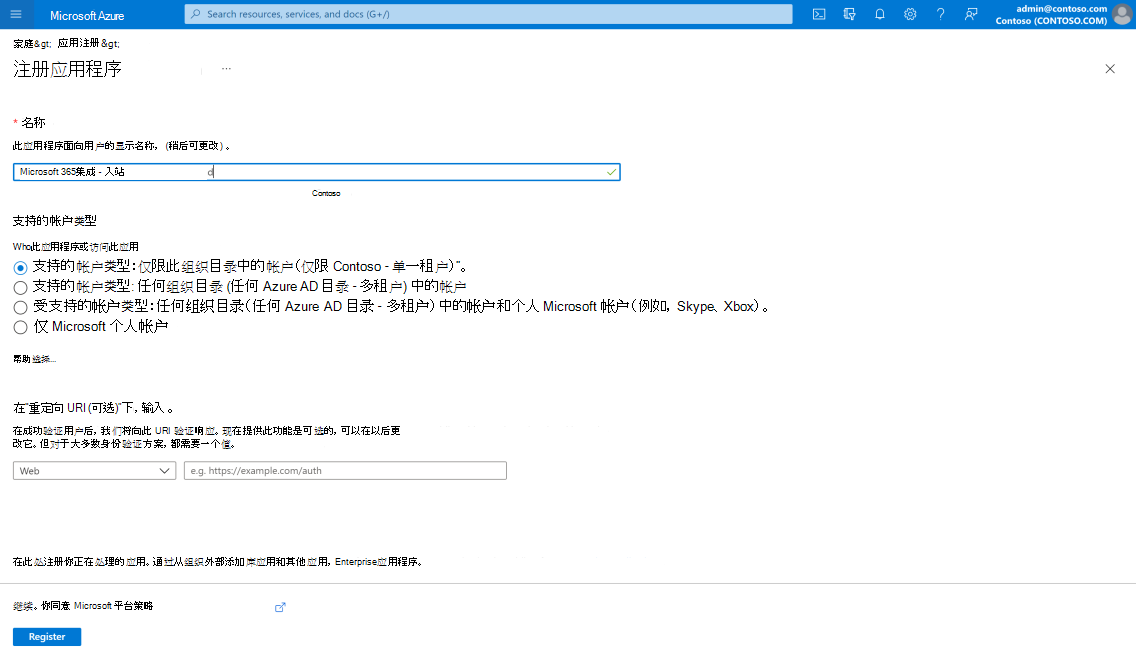 Microsoft Azure
Search resources, services, and docs (G+/)
admin@contoso.com
Contoso (CONTOSO.COM)
家庭&gt; 应用注册&gt;
注册应用程序
...
* 名称
此应用程序面向用户的显示名称， (稍后可更改) 。
Microsoft 365集成 - 入站 d
Contoso
支持的帐户类型
Who此应用程序或访问此应用
支持的帐户类型：仅限此组织目录中的帐户（仅限 Contoso - 单一租户）”。
支持的帐户类型: 任何组织目录 (任何 Azure AD 目录 - 多租户) 中的帐户
受支持的帐户类型：任何组织目录（任何 Azure AD 目录 - 多租户）中的帐户和个人 Microsoft 帐户（例如，Skype、Xbox）。
仅 Microsoft 个人帐户
帮助选择...
在“重定向 URI (可选)”下，输入 。
在成功验证用户后，我们将向此 URI 验证响应。现在提供此功能是可选的，可以在以后更
改它。但对于大多数身份验证方案，都需要一个值。
Web
e.g. https://example.com/auth
在此处注册你正在处理的应用。通过从组织外部添加库应用和其他应用，Enterprise应用程序。
继续。你同意 Microsoft 平台策略
Register